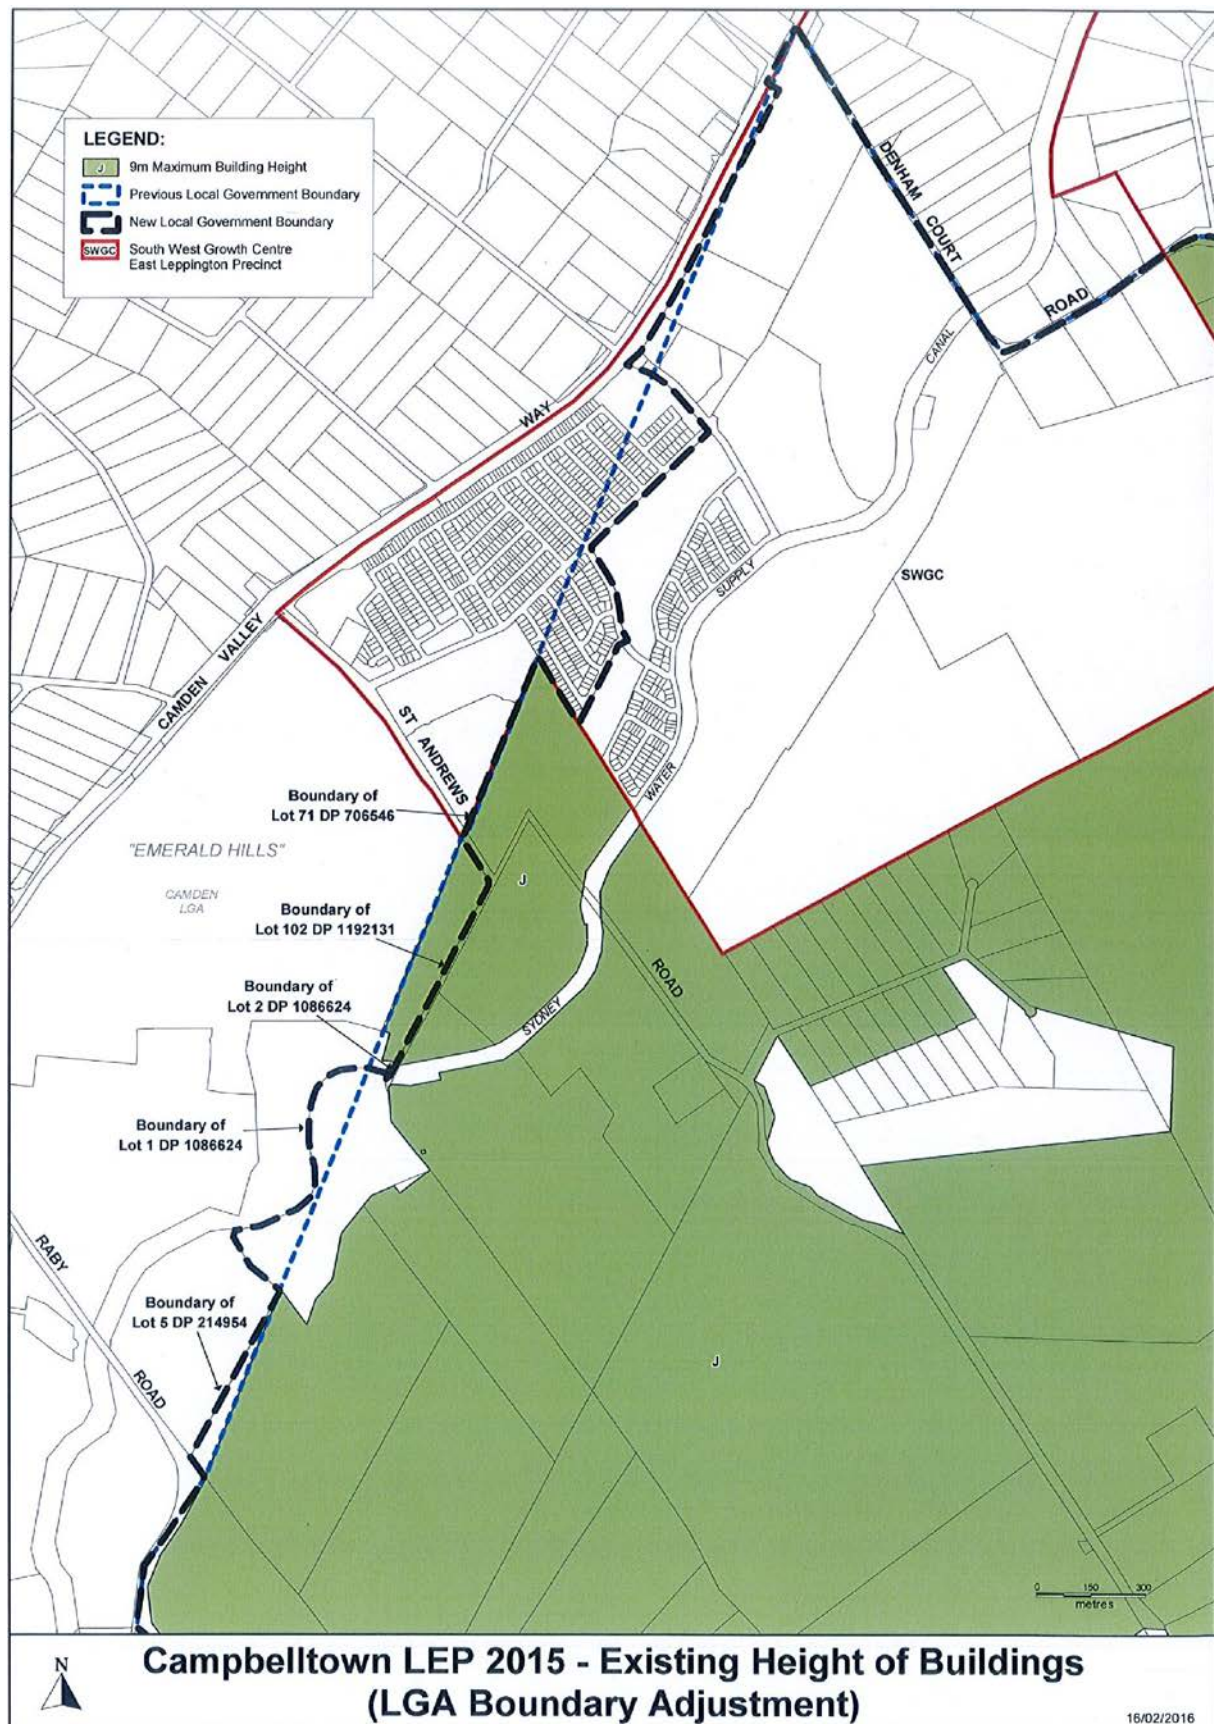 LEGEND:
J 9m Maximum Building Height
Previous Local Government Boundary
New Local Government Boundary
SWGC South West Growth Centre
East Leppington Precinct
DENHAM COURT
ROAD
CANAL
WAY
SUPPLY
SWGC
CAMDEN VALLEY
ST ANDREWS
WATER
Boundary of
Lot 71 DP 706546
"EMERALD HILLS"
CAMDEN
LGA
J
Boundary of
Lot 102 DP 1192131
ROAD
Boundary of
Lot 2 DP 1086624
SYDNEY
Boundary of
Lot 1 DP 1086624
RABY
Boundary of
Lot 5 DP 214954
ROAD
J
0 150 300
metres
N
Campbelltown LEP 2015 - Existing Height of Buildings
(LGA Boundary Adjustment)
16/02/2016